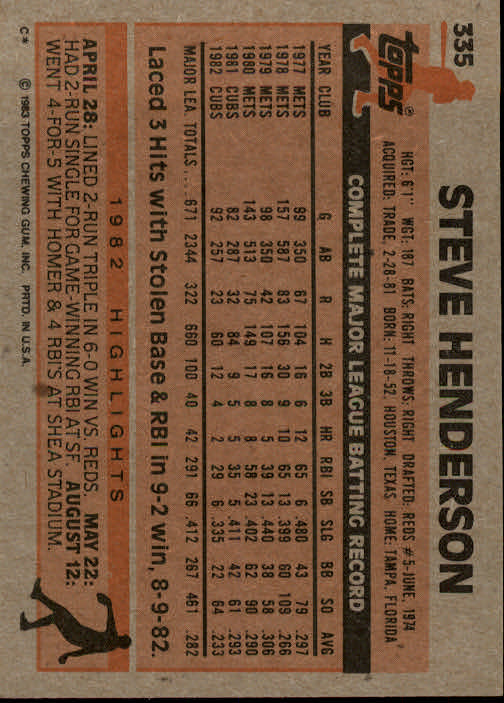 335
STEVE HENDERSON
topps®
HGT: 6'1" WGT: 187 BATS: RIGHT THROWS: RIGHT DRAFTED: REDS #5-JUNE, 1974
ACQUIRED: TRADE, 2-28-81 BORN: 11-18-52, HOUSTON, TEXAS HOME: TAMPA, FLORIDA
COMPLETE MAJOR LEAGUE BATTING RECORD
YEAR CLUB G AB R H 2B 3B HR RBI SB SLG BB SO AVG
1977 METS 99 350 67 104 16 6 12 65 6 .480 43 79 .297
1978 METS 157 587 83 156 30 9 10 65 13 .399 60 109 .266
1979 METS 98 350 42 107 16 8 5 39 13 .440 38 58 .306
1980 METS 143 513 75 149 17 8 8 58 23 .402 62 90 .290
1981 CUBS 82 287 32 84 9 5 5 35 5 .411 42 61 .293
1982 CUBS 92 257 23 60 12 4 2 29 6 .335 22 64 .233
MAJOR LEA. TOTALS... 671 2344 322 660 100 40 42 291 66 .412 267 461 .282
Laced 3 Hits with Stolen Base & RBI in 9-2 win, 8-9-82.
1982 HIGHLIGHTS
APRIL 28: LINED 2-RUN TRIPLE IN 6-0 WIN VS. REDS. MAY 22:
HAD 2-RUN SINGLE FOR GAME-WINNING RBI AT SF. AUGUST 12:
WENT 4-FOR-5 WITH HOMER & 4 RBI'S AT SHEA STADIUM.
C* © 1983 TOPPS CHEWING GUM, INC. PRTD. IN U.S.A.